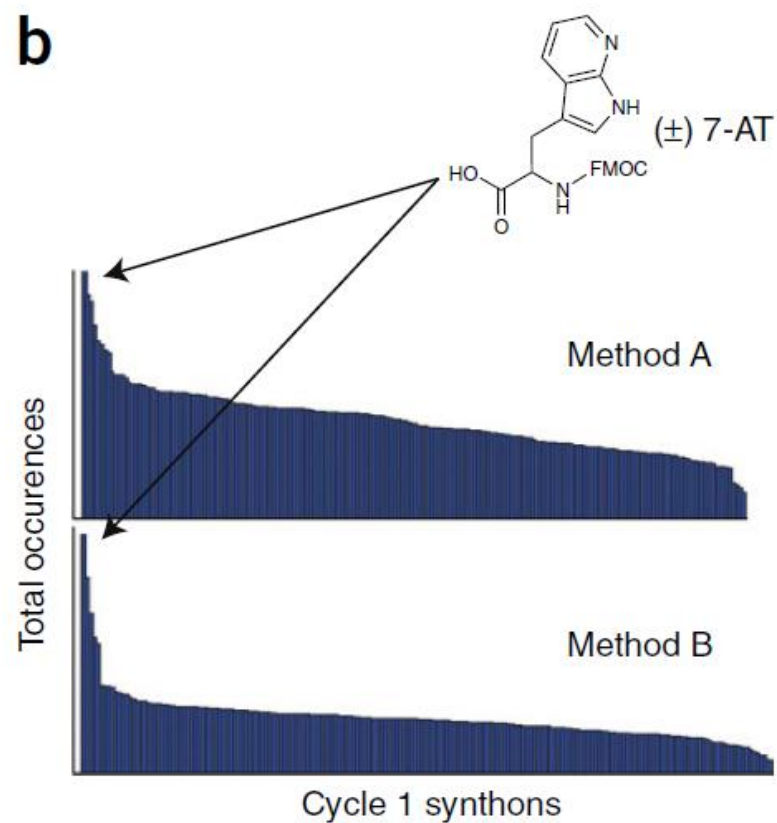 b
N
NH
(±) 7-AT
HO
FMOC
N
H
O
Method A
Total occurences
Method B
Cycle 1 synthons